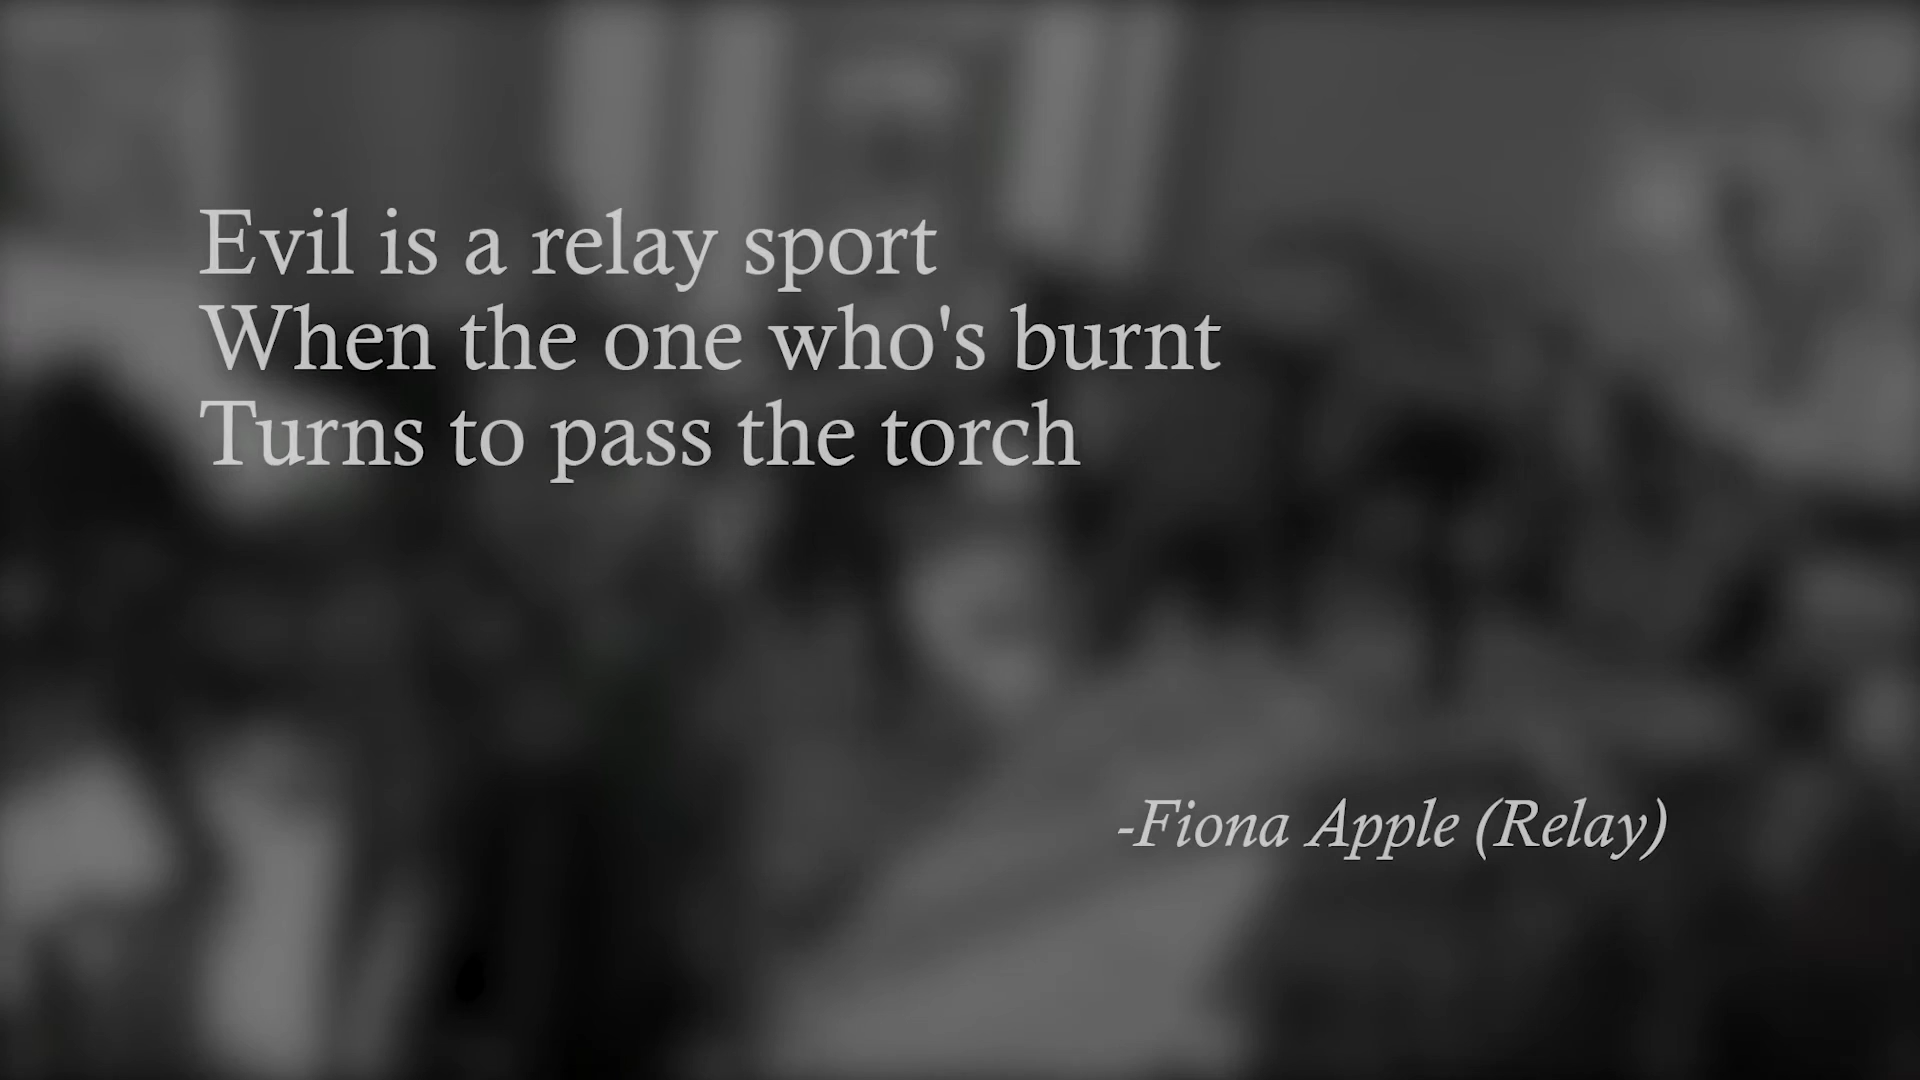 Evil is a relay sport
When the one who's burnt
Turns to pass the torch
-Fiona Apple (Relay)